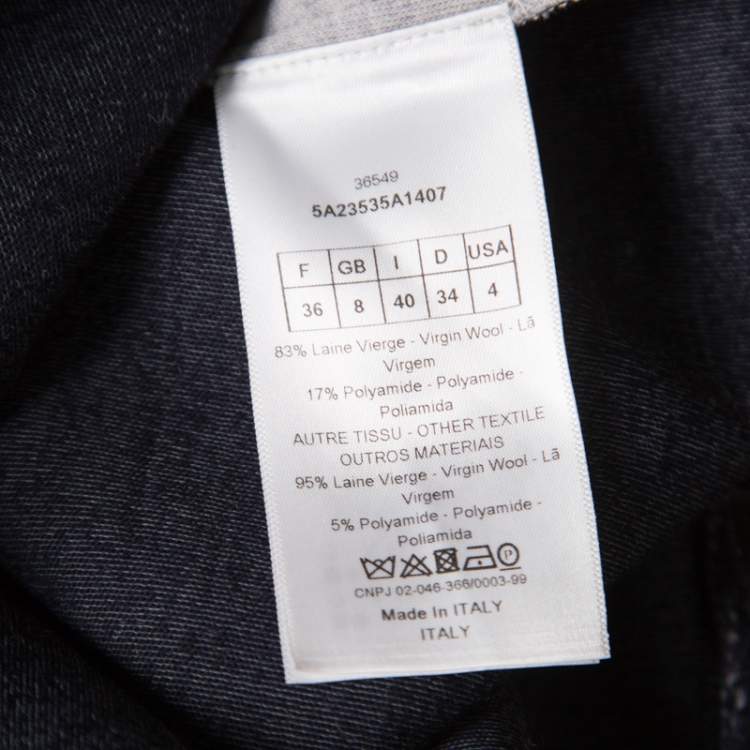 36549
5A23535A1407
F GB I D USA
36 8 40 34 4
83% Laine Vierge - Virgin Wool - Lã
Virgem
17% Polyamide - Polyamide -
Poliamida
AUTRE TISSU - OTHER TEXTILE
OUTROS MATERIAIS
95% Laine Vierge - Virgin Wool - Lã
Virgem
5% Polyamide - Polyamide -
Poliamida
P
CNPJ 02-046-366/0003-99
Made In ITALY
ITALY